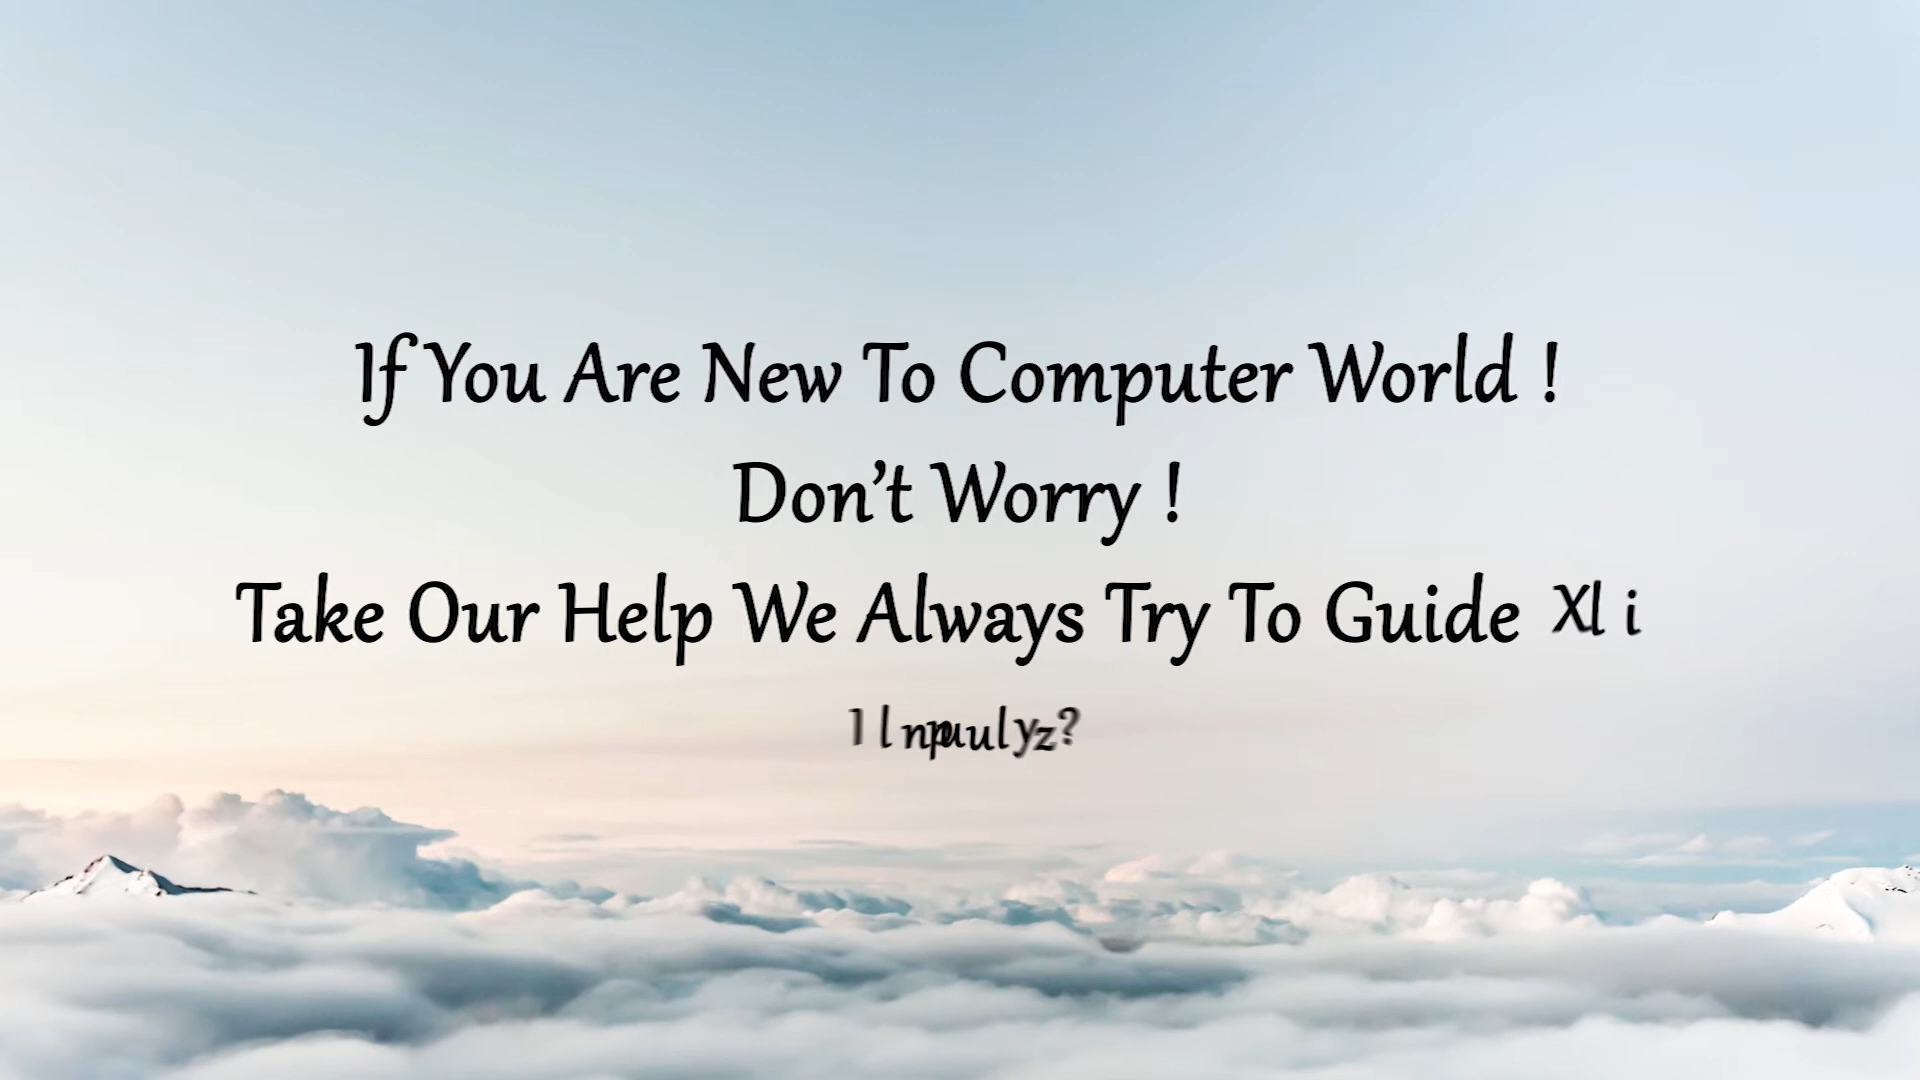 If You Are New To Computer World !
Don't Worry !
Take Our Help We Always Try To Guide